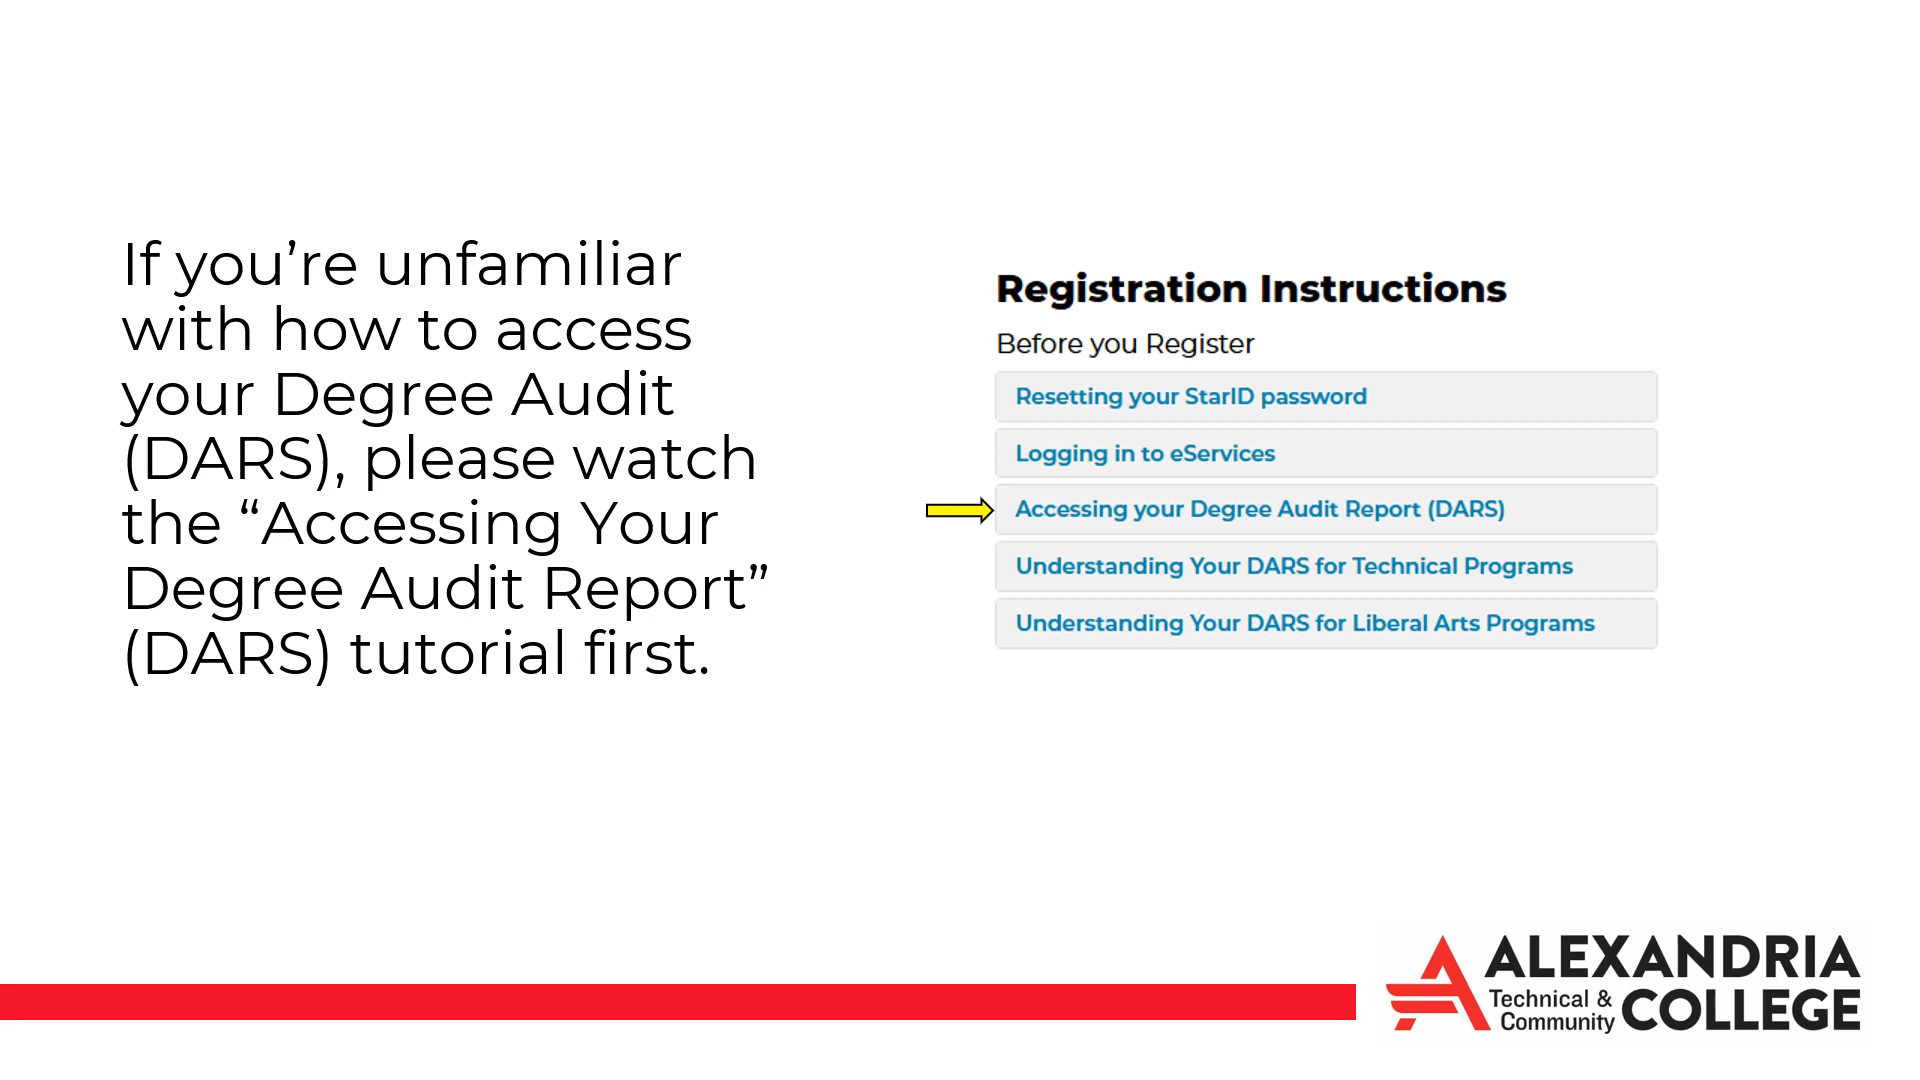 If you’re unfamiliar
with how to access
your Degree Audit
(DARS), please watch
the “Accessing Your
Degree Audit Report”
(DARS) tutorial first.
Registration Instructions
Before you Register
Resetting your StarID password
Logging in to eServices
Accessing your Degree Audit Report (DARS)
Understanding Your DARS for Technical Programs
Understanding Your DARS for Liberal Arts Programs
ALEXANDRIA
Technical &
Community
COLLEGE